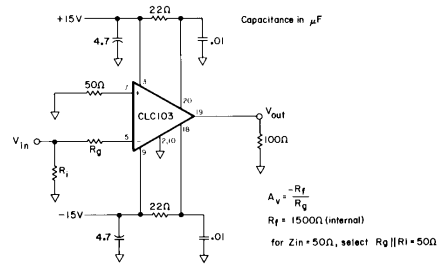 +15V
22Ω
Capacitance in μF
4.7
.01
50Ω
7
+
3
20
CLC103
19
Vout
18
Vin
Rg
5
-
2,10
9
100Ω
Ri
Av = -Rf / Rg
Rf = 1500Ω (internal)
-15V
22Ω
for Zin = 50Ω, select Rg || Ri = 50Ω
4.7
.01